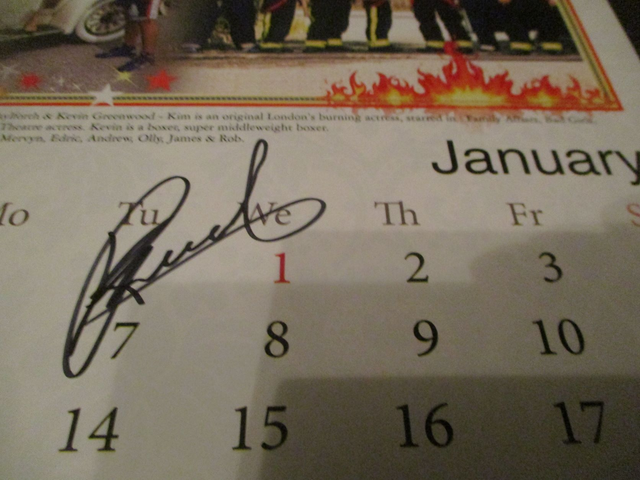 & Kevin Greenwood - Kim is an original London's burning actress, starred in: Family Affairs, Bad Girls,
Theatre actress. Kevin is a boxer, super middleweight boxer.
Mervyn, Edric, Andrew, Olly, James & Rob.
January
Mo Tu We Th Fr S
1 2 3
7 8 9 10
14 15 16 17